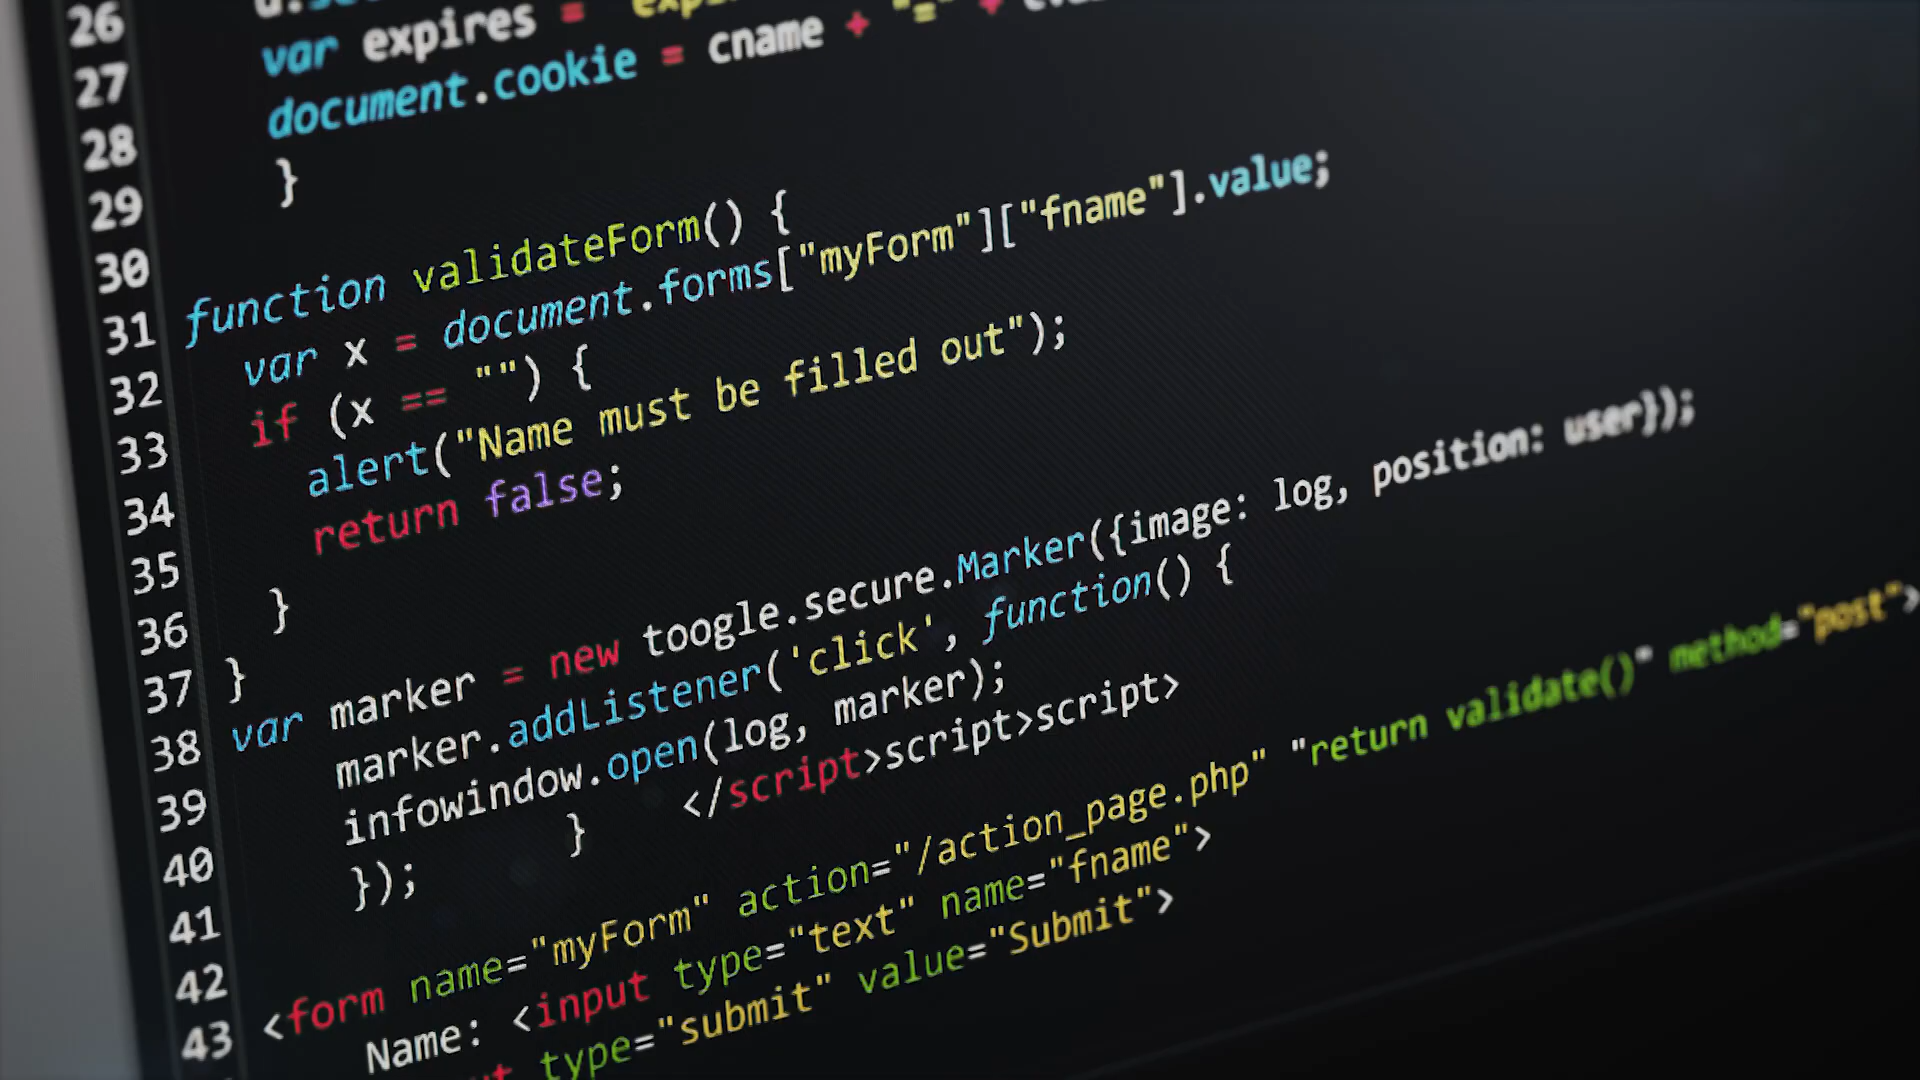 26
27 var expires =
28 document.cookie = cname + "=" +
29 }
30
31 function validateForm() {
32 var x = document.forms["myForm"]["fname"].value;
33 if (x == "") {
34 alert("Name must be filled out");
35 return false;
36 }
37 }
38 var marker = new toogle.secure.Marker({image: log, position: user});
39 marker.addListener('click', function() {
40 infowindow.open(log, marker);
41 }); } </script>script>script>
42
43 <form name="myForm" action="/action_page.php" "return validate()" method="post">
Name: <input type="text" name="fname">
type="submit" value="Submit">